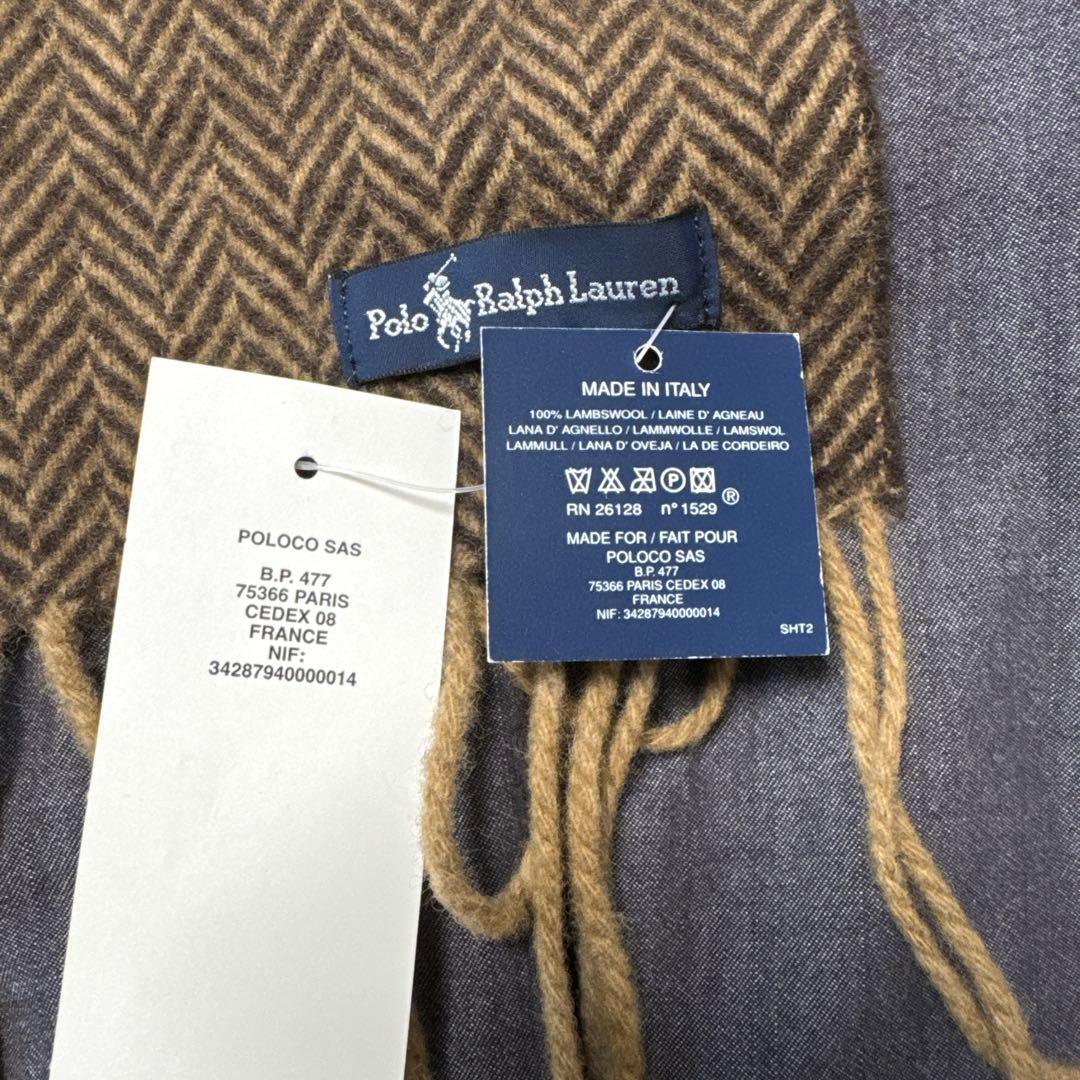 Polo Ralph Lauren
MADE IN ITALY
100% LAMBSWOOL / LAINE D' AGNEAU
LANA D' AGNELLO / LAMMWOLLE / LAMSWOL
LAMMULL / LANA D' OVEJA / LA DE CORDEIRO
P
®
RN 26128 n° 1529
MADE FOR / FAIT POUR
POLOCO SAS
B.P. 477
75366 PARIS CEDEX 08
FRANCE
NIF: 34287940000014
SHT2
POLOCO SAS
B.P. 477
75366 PARIS
CEDEX 08
FRANCE
NIF:
34287940000014